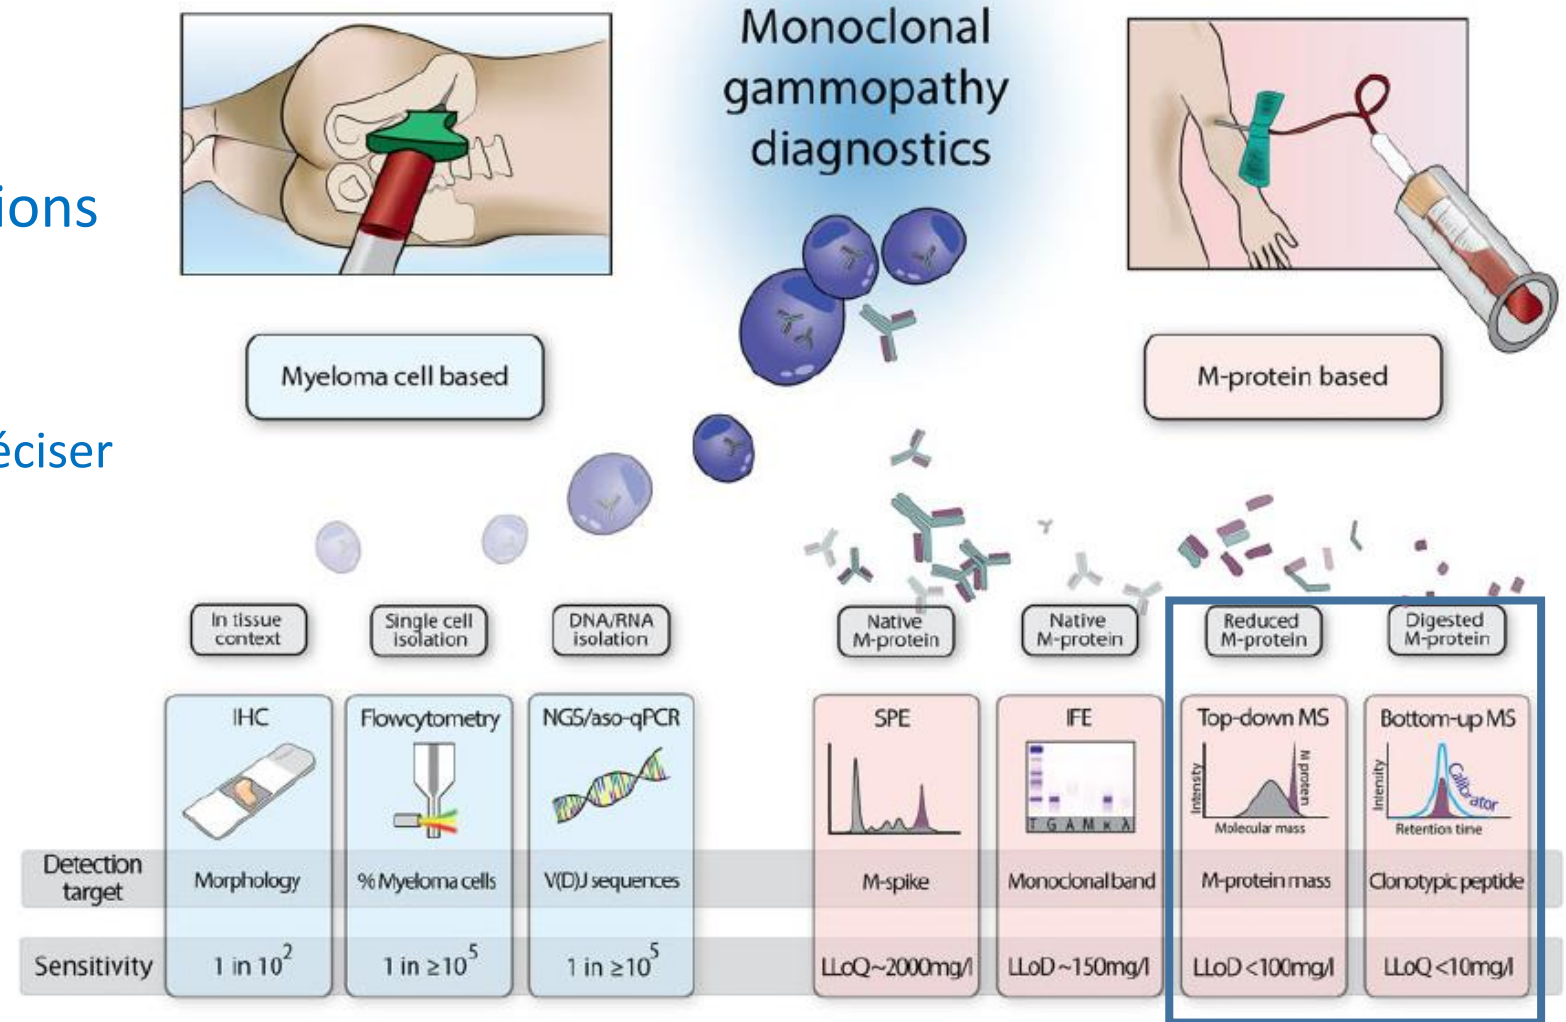 Monoclonal
gammopathy
diagnostics
ions
éciser
Myeloma cell based
M-protein based
In tissue
context
Single cell
isolation
DNA/RNA
isolation
Native
M-protein
Native
M-protein
Reduced
M-protein
Digested
M-protein
IHC
Flowcytometry
NGS/aso-qPCR
SPE
IFE
T G A M κ λ
Top-down MS
Intensity
M protein
Molecular mass
Bottom-up MS
Intensity
Calibrator
Retention time
Detection
target
Morphology
% Myeloma cells
V(D)J sequences
M-spike
Monoclonal band
M-protein mass
Clonotypic peptide
Sensitivity
1 in 10²
1 in ≥10⁵
1 in ≥10⁵
LLoQ~2000mg/l
LLoD ~150mg/l
LLoD <100mg/l
LLoQ <10mg/l